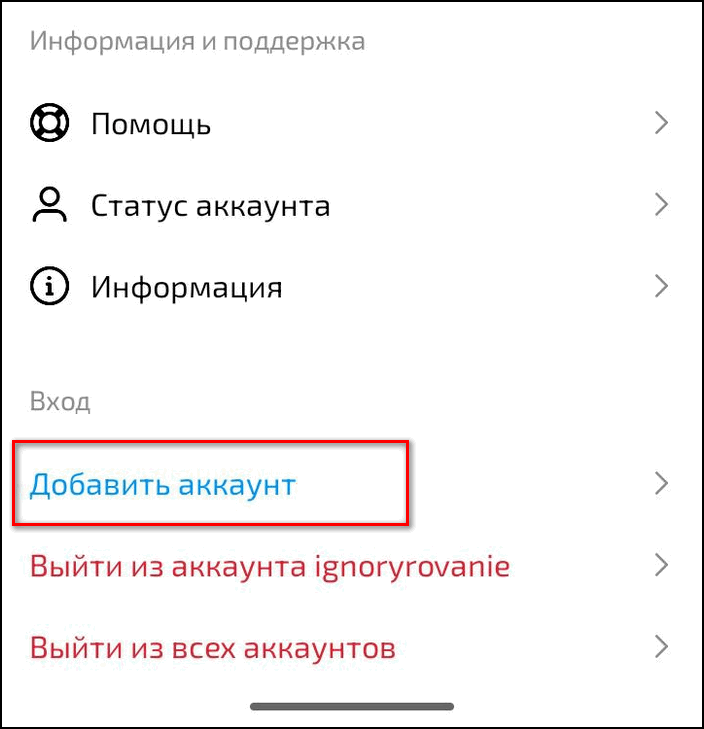 Информация и поддержка
Помощь
Статус аккаунта
Информация
Вход
Добавить аккаунт
Выйти из аккаунта ignoryrovanie
Выйти из всех аккаунтов